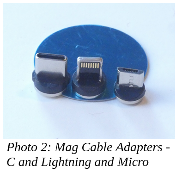 Photo 2: Mag Cable Adapters -
C and Lightning and Micro